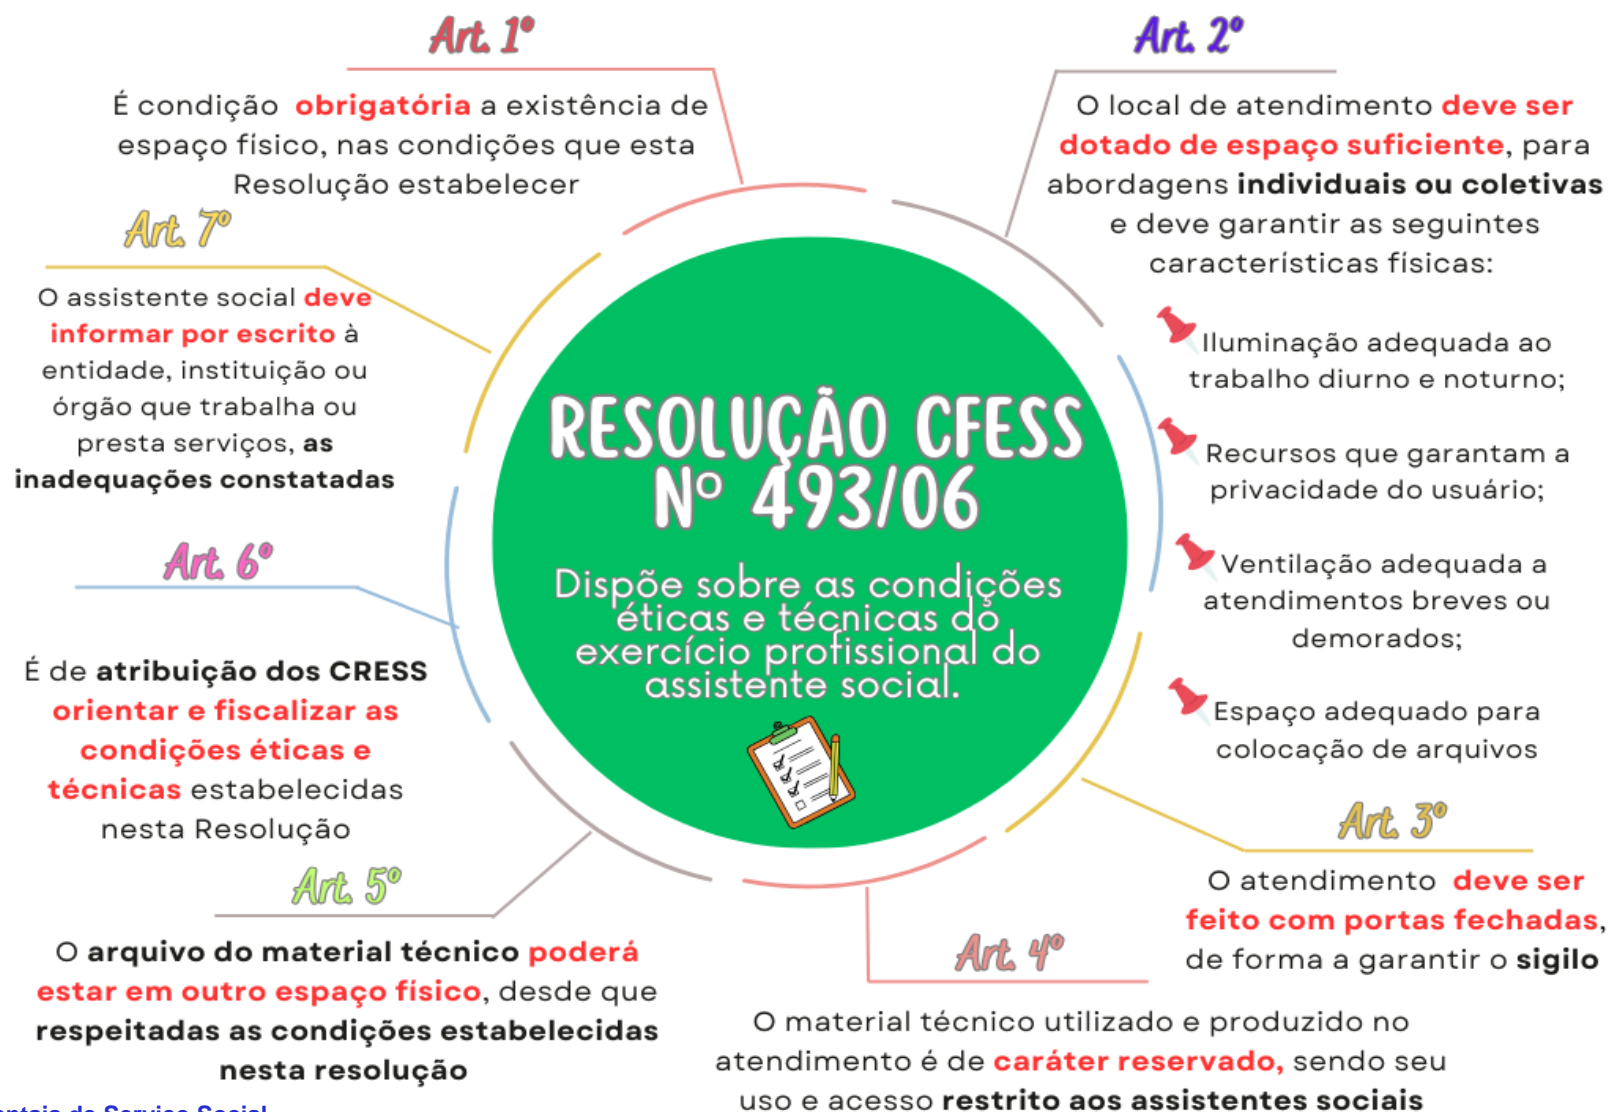 Art. 1º
É condição obrigatória a existência de
espaço físico, nas condições que esta
Resolução estabelecer
Art. 2º
O local de atendimento deve ser
dotado de espaço suficiente, para
abordagens individuais ou coletivas
e deve garantir as seguintes
características físicas:
Iluminação adequada ao
trabalho diurno e noturno;
Recursos que garantam a
privacidade do usuário;
Ventilação adequada a
atendimentos breves ou
demorados;
Espaço adequado para
colocação de arquivos
Art. 3º
O atendimento deve ser
feito com portas fechadas,
de forma a garantir o sigilo
Art. 4º
O material técnico utilizado e produzido no
atendimento é de caráter reservado, sendo seu
uso e acesso restrito aos assistentes sociais
Art. 5º
O arquivo do material técnico poderá
estar em outro espaço físico, desde que
respeitadas as condições estabelecidas
nesta resolução
Art. 6º
É de atribuição dos CRESS
orientar e fiscalizar as
condições éticas e
técnicas estabelecidas
nesta Resolução
Art. 7º
O assistente social deve
informar por escrito à
entidade, instituição ou
órgão que trabalha ou
presta serviços, as
inadequações constatadas
RESOLUÇÃO CFESS
Nº 493/06
Dispõe sobre as condições
éticas e técnicas do
exercício profissional do
assistente social.
de Serviço Social